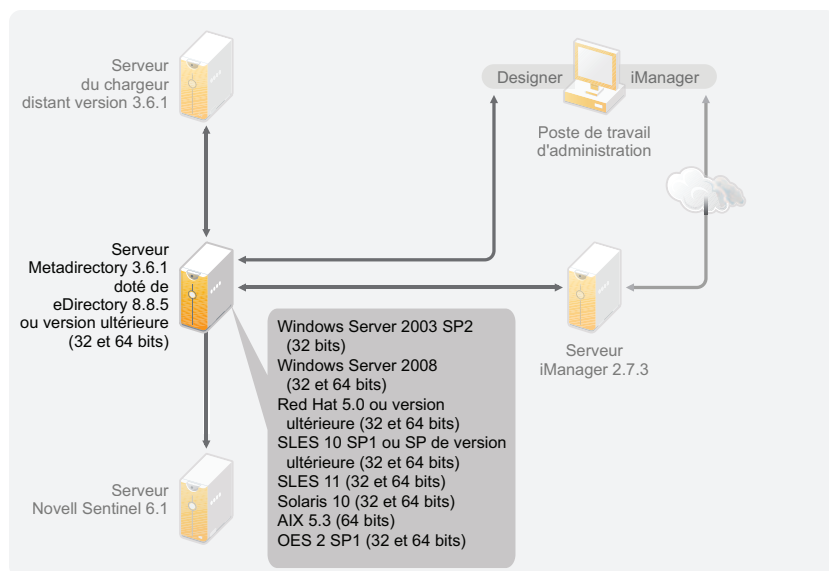 Serveur
du chargeur
distant version 3.6.1
Designer
iManager
Poste de travail
d'administration
Serveur
Metadirectory 3.6.1
doté de
eDirectory 8.8.5
ou version ultérieure
(32 et 64 bits)
Windows Server 2003 SP2
(32 bits)
Windows Server 2008
(32 et 64 bits)
Red Hat 5.0 ou version
ultérieure (32 et 64 bits)
SLES 10 SP1 ou SP de version
ultérieure (32 et 64 bits)
SLES 11 (32 et 64 bits)
Solaris 10 (32 et 64 bits)
AIX 5.3 (64 bits)
OES 2 SP1 (32 et 64 bits)
Serveur
iManager 2.7.3
Serveur
Novell Sentinel 6.1